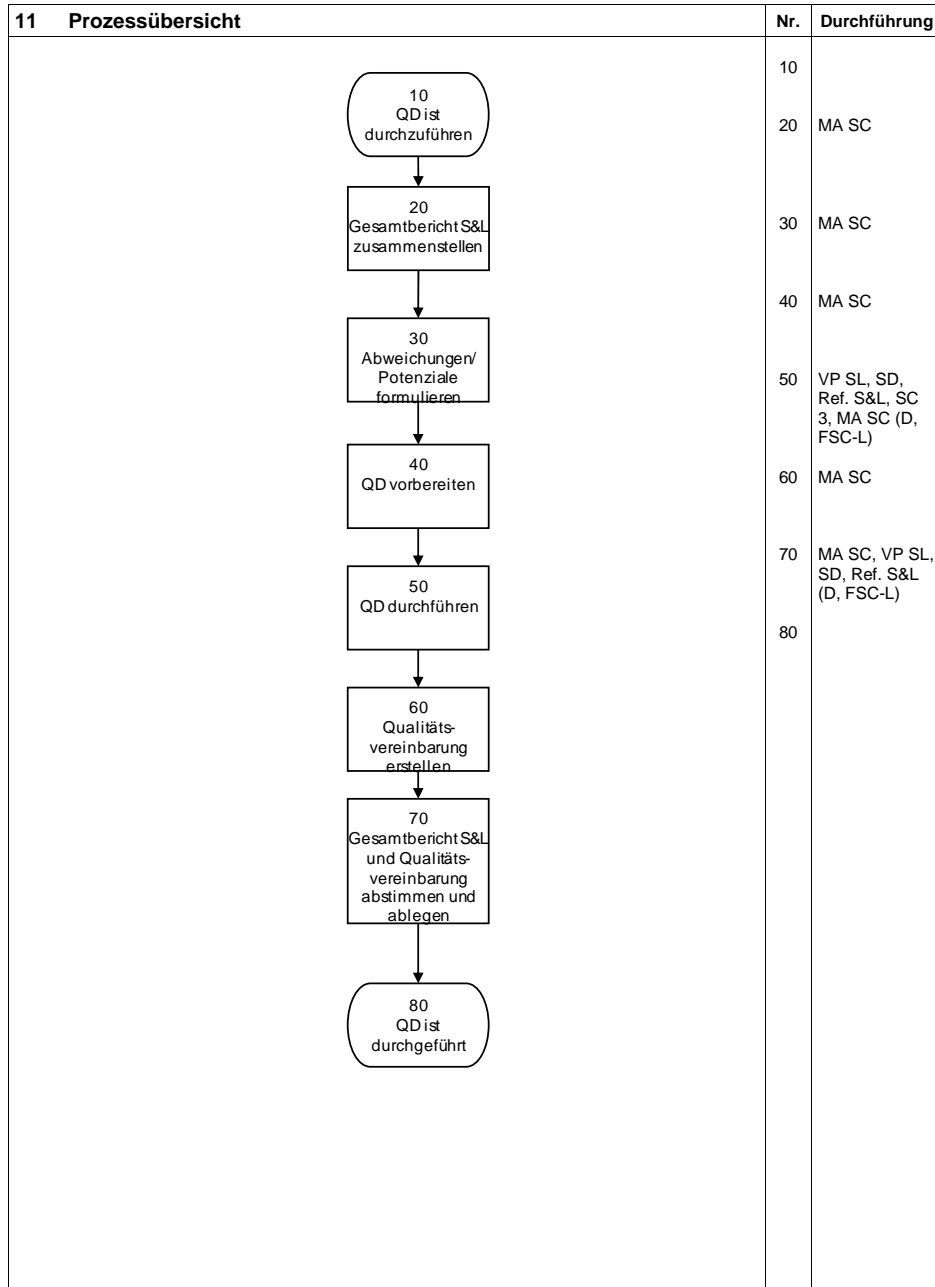 11 Prozessübersicht
Nr. Durchführung
10
QD ist
durchzuführen
20
Gesamtbericht S&L
zusammenstellen
30
Abweichungen/
Potenziale
formulieren
40
QD vorbereiten
50
QD durchführen
60
Qualitäts-
vereinbarung
erstellen
70
Gesamtbericht S&L
und Qualitäts-
vereinbarung
abstimmen und
ablegen
80
QD ist
durchgeführt
10
20 MA SC
30 MA SC
40 MA SC
50 VP SL, SD,
Ref. S&L, SC
3, MA SC (D,
FSC-L)
60 MA SC
70 MA SC, VP SL,
SD, Ref. S&L
(D, FSC-L)
80